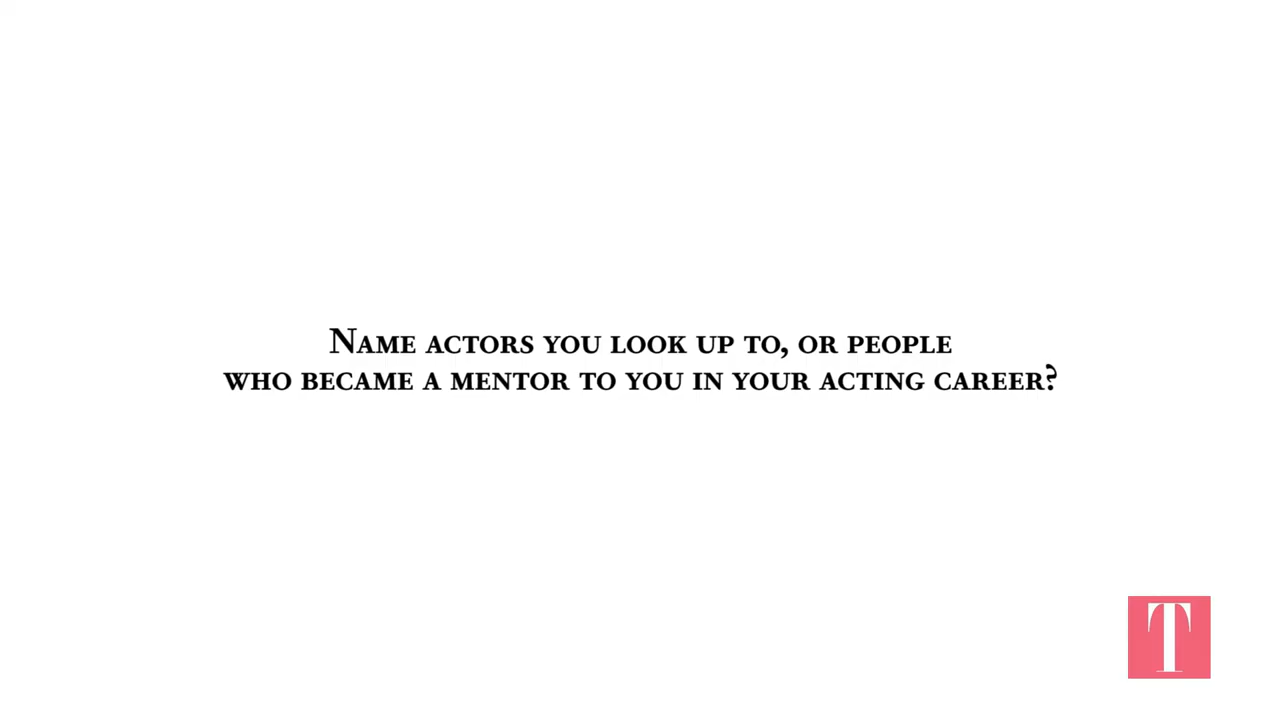 Name actors you look up to, or people
who became a mentor to you in your acting career?
T